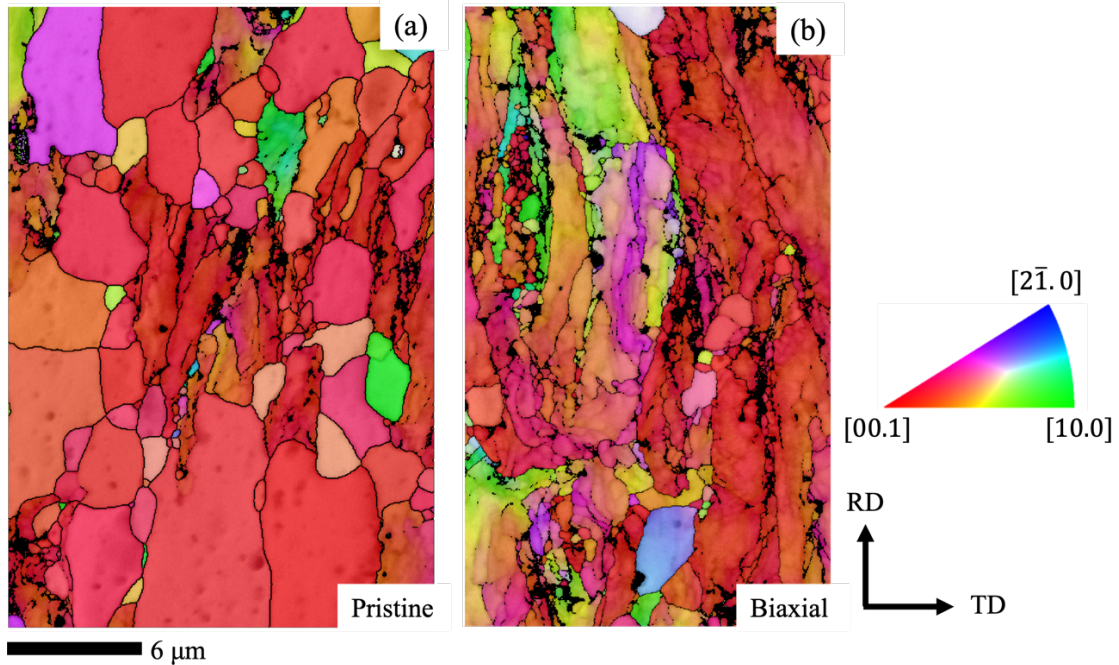 (a)
(b)
[21̅.0]
[00.1]
[10.0]
RD
TD
Pristine
Biaxial
6 μm